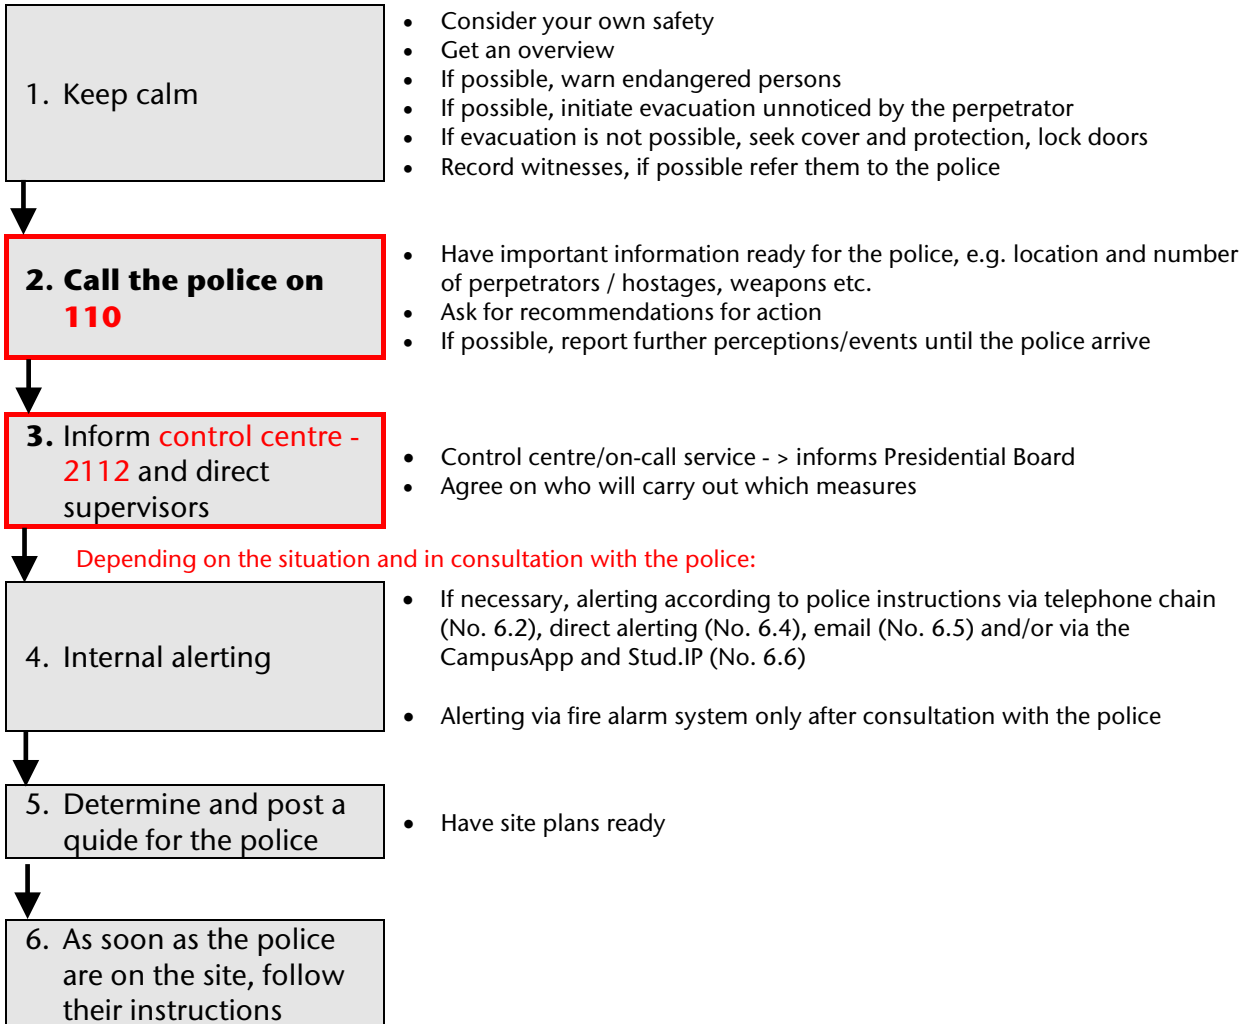 1. Keep calm
• Consider your own safety
• Get an overview
• If possible, warn endangered persons
• If possible, initiate evacuation unnoticed by the perpetrator
• If evacuation is not possible, seek cover and protection, lock doors
• Record witnesses, if possible refer them to the police
2. Call the police on
110
• Have important information ready for the police, e.g. location and number
of perpetrators / hostages, weapons etc.
• Ask for recommendations for action
• If possible, report further perceptions/events until the police arrive
3. Inform control centre -
2112 and direct
supervisors
• Control centre/on-call service - > informs Presidential Board
• Agree on who will carry out which measures
Depending on the situation and in consultation with the police:
4. Internal alerting
• If necessary, alerting according to police instructions via telephone chain
(No. 6.2), direct alerting (No. 6.4), email (No. 6.5) and/or via the
CampusApp and Stud.IP (No. 6.6)
• Alerting via fire alarm system only after consultation with the police
5. Determine and post a
guide for the police
• Have site plans ready
6. As soon as the police
are on the site, follow
their instructions